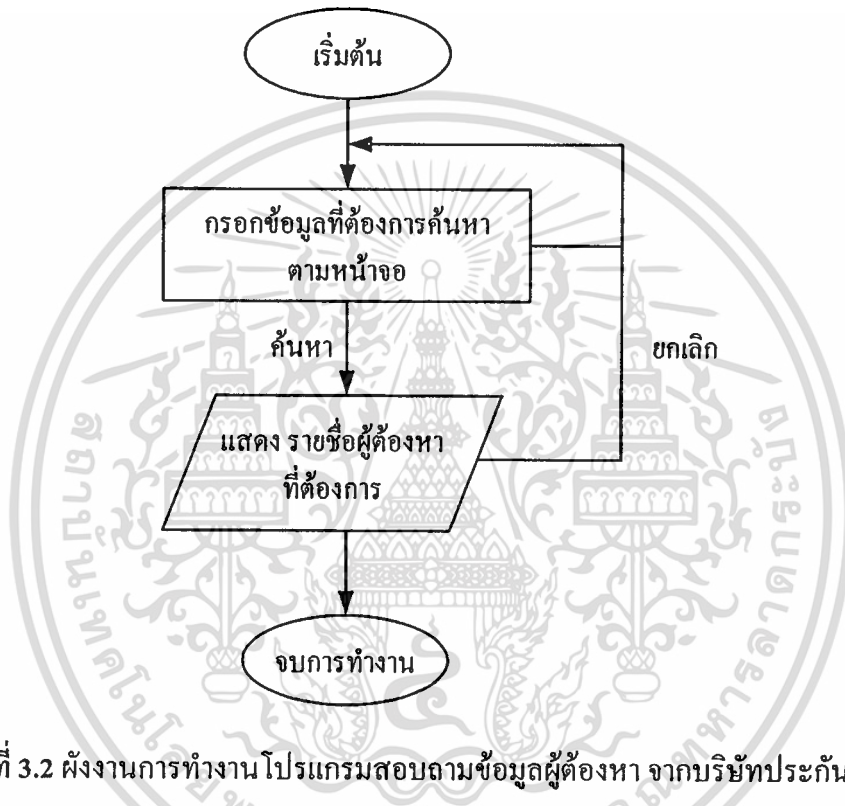 เริ่มต้น
กรอกข้อมูลที่ต้องการค้นหา
ตามหน้าจอ
ค้นหา
ยกเลิก
แสดง รายชื่อผู้ต้องหา
ที่ต้องการ
จบการทำงาน
ที่ 3.2 ผังงานการทำงานโปรแกรมสอบถามข้อมูลผู้ต้องหา จากบริษัทประกัน